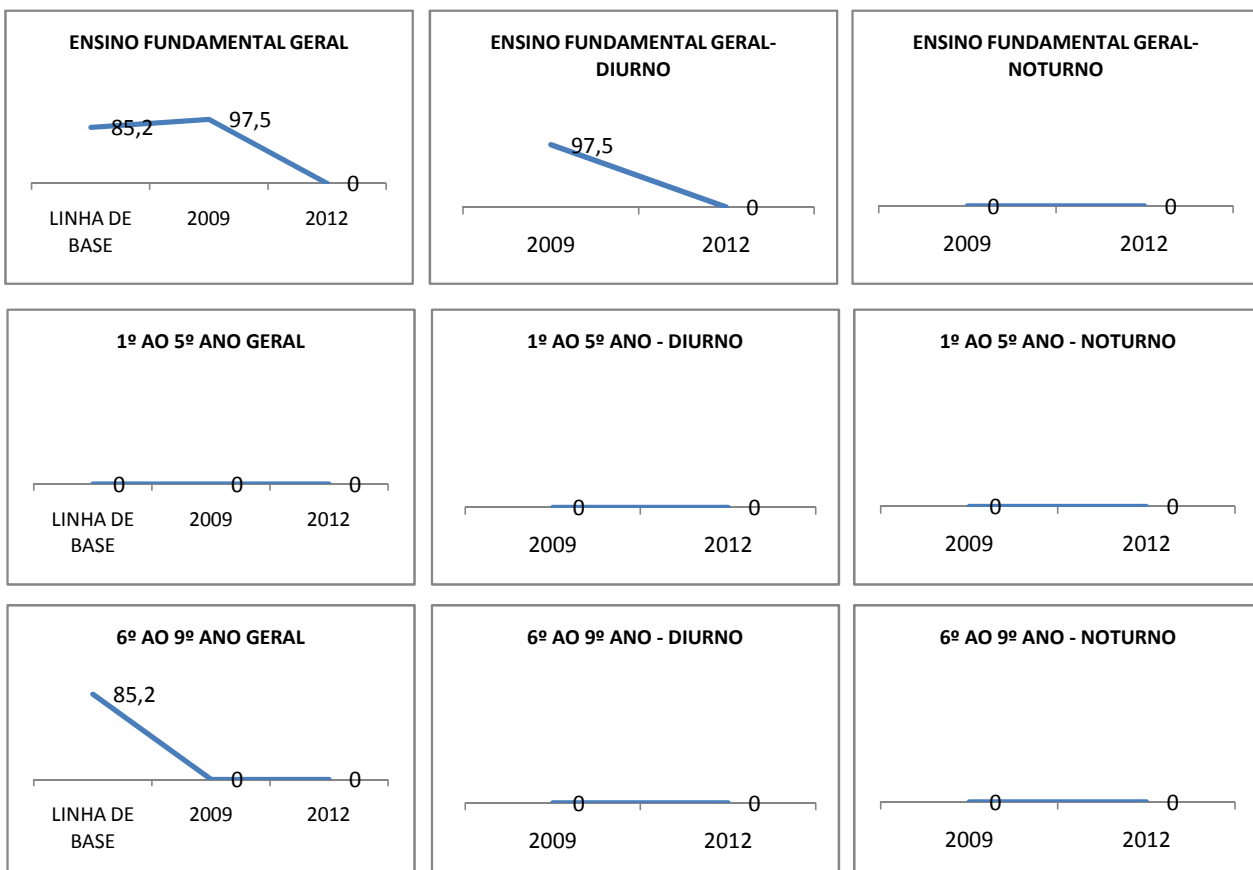 ENSINO FUNDAMENTAL GERAL
85,2
97,5
0
LINHA DE
BASE
2009
2012
ENSINO FUNDAMENTAL GERAL-
DIURNO
97,5
0
2009
2012
ENSINO FUNDAMENTAL GERAL-
NOTURNO
0
0
2009
2012
1º AO 5º ANO GERAL
0
0
0
LINHA DE
BASE
2009
2012
1º AO 5º ANO - DIURNO
0
0
2009
2012
1º AO 5º ANO - NOTURNO
0
0
2009
2012
6º AO 9º ANO GERAL
85,2
0
0
LINHA DE
BASE
2009
2012
6º AO 9º ANO - DIURNO
0
0
2009
2012
6º AO 9º ANO - NOTURNO
0
0
2009
2012